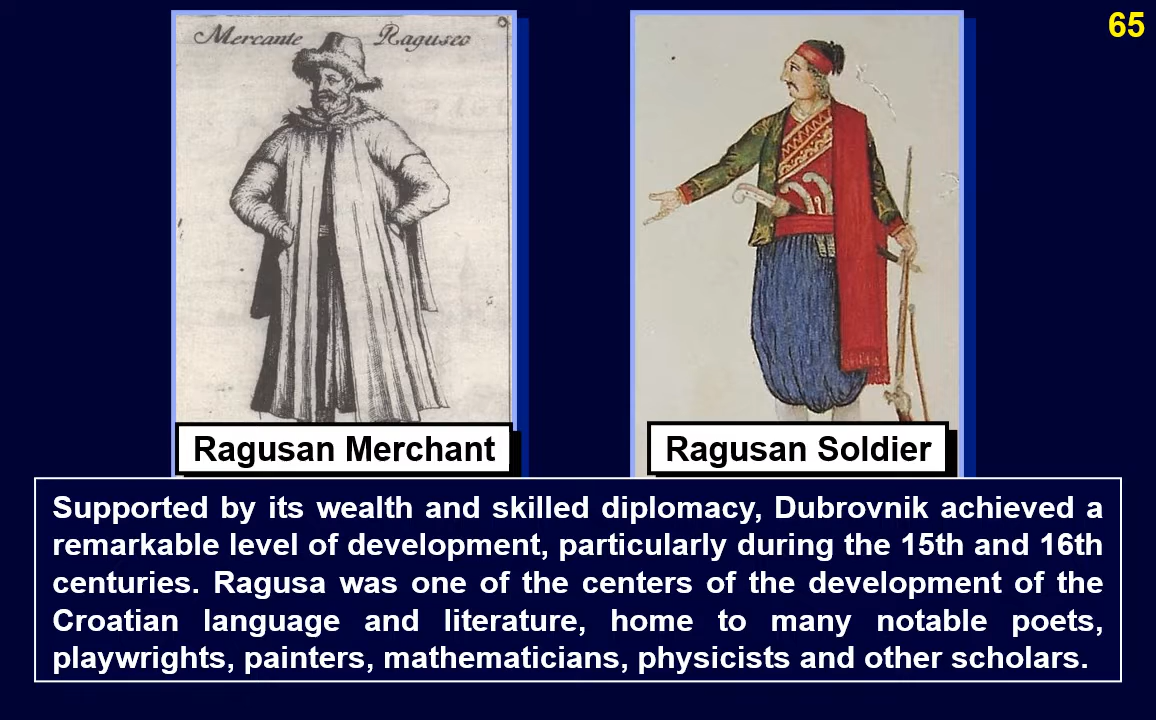 65
Mercante Raguseo
Ragusan Merchant
Ragusan Soldier
Supported by its wealth and skilled diplomacy, Dubrovnik achieved a
remarkable level of development, particularly during the 15th and 16th
centuries. Ragusa was one of the centers of the development of the
Croatian language and literature, home to many notable poets,
playwrights, painters, mathematicians, physicists and other scholars.